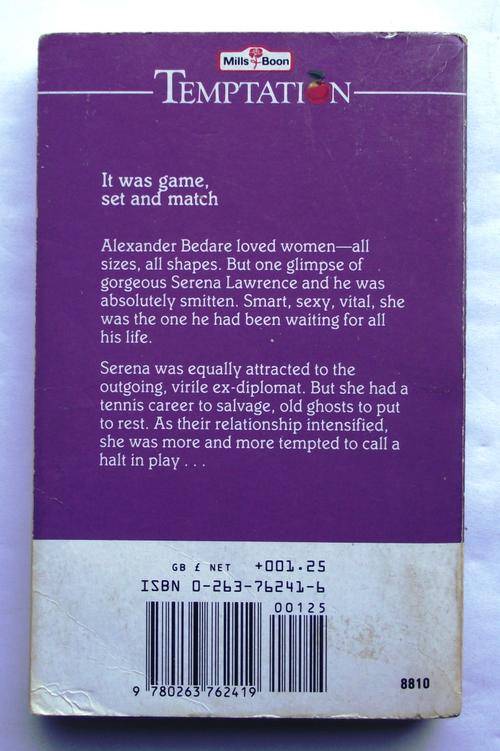 Mills Boon
TEMPTATION
It was game,
set and match
Alexander Bedare loved women—all
sizes, all shapes. But one glimpse of
gorgeous Serena Lawrence and he was
absolutely smitten. Smart, sexy, vital, she
was the one he had been waiting for all
his life.
Serena was equally attracted to the
outgoing, virile ex-diplomat. But she had a
tennis career to salvage, old ghosts to put
to rest. As their relationship intensified,
she was more and more tempted to call a
halt in play . . .
GB £ NET +001.25
ISBN 0-263-76241-6
00125
9 780263 762419
8810